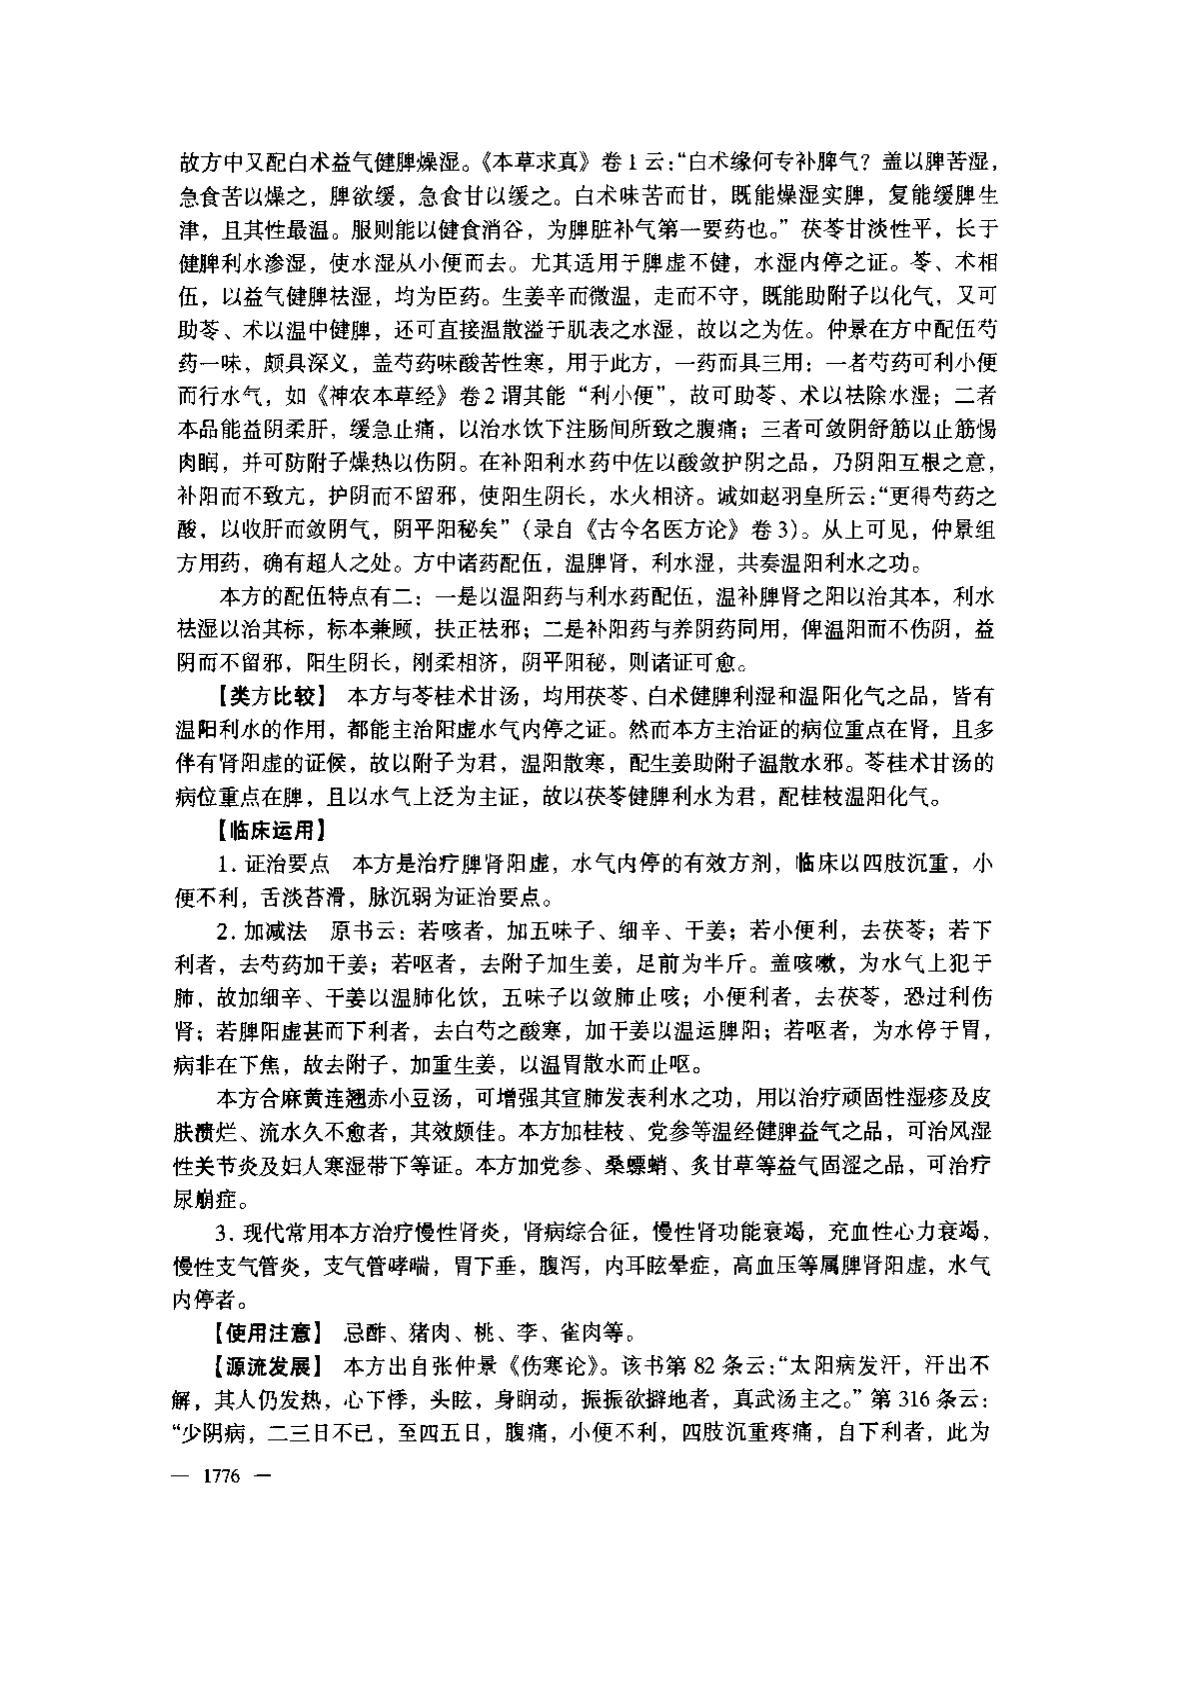 故方中又配白术益气健脾燥湿。《本草求真》卷1云：“白术缘何专补脾气？盖以脾苦湿，
急食苦以燥之，脾欲缓，急食甘以缓之。白术味苦而甘，既能燥湿实脾，复能缓脾生
津，且其性最温。服则能以健食消谷，为脾脏补气第一要药也。”茯苓甘淡性平，长于
健脾利水渗湿，使水湿从小便而去。尤其适用于脾虚不健，水湿内停之证。苓、术相
伍，以益气健脾祛湿，均为臣药。生姜辛而微温，走而不守，既能助附子以化气，又可
助苓、术以温中健脾，还可直接温散溢于肌表之水湿，故以之为佐。仲景在方中配伍芍
药一味，颇具深义，盖芍药味酸苦性寒，用于此方，一药而具三用：一者芍药可利小便
而行水气，如《神农本草经》卷2谓其能“利小便”，故可助苓、术以祛除水湿；二者
本品能益阴柔肝，缓急止痛，以治水饮下注肠间所致之腹痛；三者可敛阴舒筋以止筋惕
肉瞤，并可防附子燥热以伤阴。在补阳利水药中佐以酸敛护阴之品，乃阴阳互根之意，
补阳而不致亢，护阴而不留邪，使阳生阴长，水火相济。诚如赵羽皇所云：“更得芍药之
酸，以收肝而敛阴气，阴平阳秘矣”（录自《古今名医方论》卷3）。从上可见，仲景组
方用药，确有超人之处。方中诸药配伍，温脾肾，利水湿，共奏温阳利水之功。
本方的配伍特点有二：一是以温阳药与利水药配伍，温补脾肾之阳以治其本，利水
祛湿以治其标，标本兼顾，扶正祛邪；二是补阳药与养阴药同用，俾温阳而不伤阴，益
阴而不留邪，阳生阴长，刚柔相济，阴平阳秘，则诸证可愈。
【类方比较】 本方与苓桂术甘汤，均用茯苓、白术健脾利湿和温阳化气之品，皆有
温阳利水的作用，都能主治阳虚水气内停之证。然而本方主治证的病位重点在肾，且多
伴有肾阳虚的证候，故以附子为君，温阳散寒，配生姜助附子温散水邪。苓桂术甘汤的
病位重点在脾，且以水气上泛为主证，故以茯苓健脾利水为君，配桂枝温阳化气。
【临床运用】
1. 证治要点 本方是治疗脾肾阳虚，水气内停的有效方剂，临床以四肢沉重，小
便不利，舌淡苔滑，脉沉弱为证治要点。
2. 加减法 原书云：若咳者，加五味子、细辛、干姜；若小便利，去茯苓；若下
利者，去芍药加干姜；若呕者，去附子加生姜，足前为半斤。盖咳嗽，为水气上犯于
肺，故加细辛、干姜以温肺化饮，五味子以敛肺止咳；小便利者，去茯苓，恐过利伤
肾；若脾阳虚甚而下利者，去白芍之酸寒，加干姜以温运脾阳；若呕者，为水停于胃，
病非在下焦，故去附子，加重生姜，以温胃散水而止呕。
本方合麻黄连翘赤小豆汤，可增强其宣肺发表利水之功，用以治疗顽固性湿疹及皮
肤溃烂、流水久不愈者，其效颇佳。本方加桂枝、党参等温经健脾益气之品，可治风湿
性关节炎及妇人寒湿带下等证。本方加党参、桑螵蛸、炙甘草等益气固涩之品，可治疗
尿崩症。
3. 现代常用本方治疗慢性肾炎，肾病综合征，慢性肾功能衰竭，充血性心力衰竭，
慢性支气管炎，支气管哮喘，胃下垂，腹泻，内耳眩晕症，高血压等属脾肾阳虚，水气
内停者。
【使用注意】 忌酢、猪肉、桃、李、雀肉等。
【源流发展】 本方出自张仲景《伤寒论》。该书第82条云：“太阳病发汗，汗出不
解，其人仍发热，心下悸，头眩，身瞤动，振振欲擗地者，真武汤主之。”第316条云：
“少阴病，二三日不已，至四五日，腹痛，小便不利，四肢沉重疼痛，自下利者，此为
— 1776 —